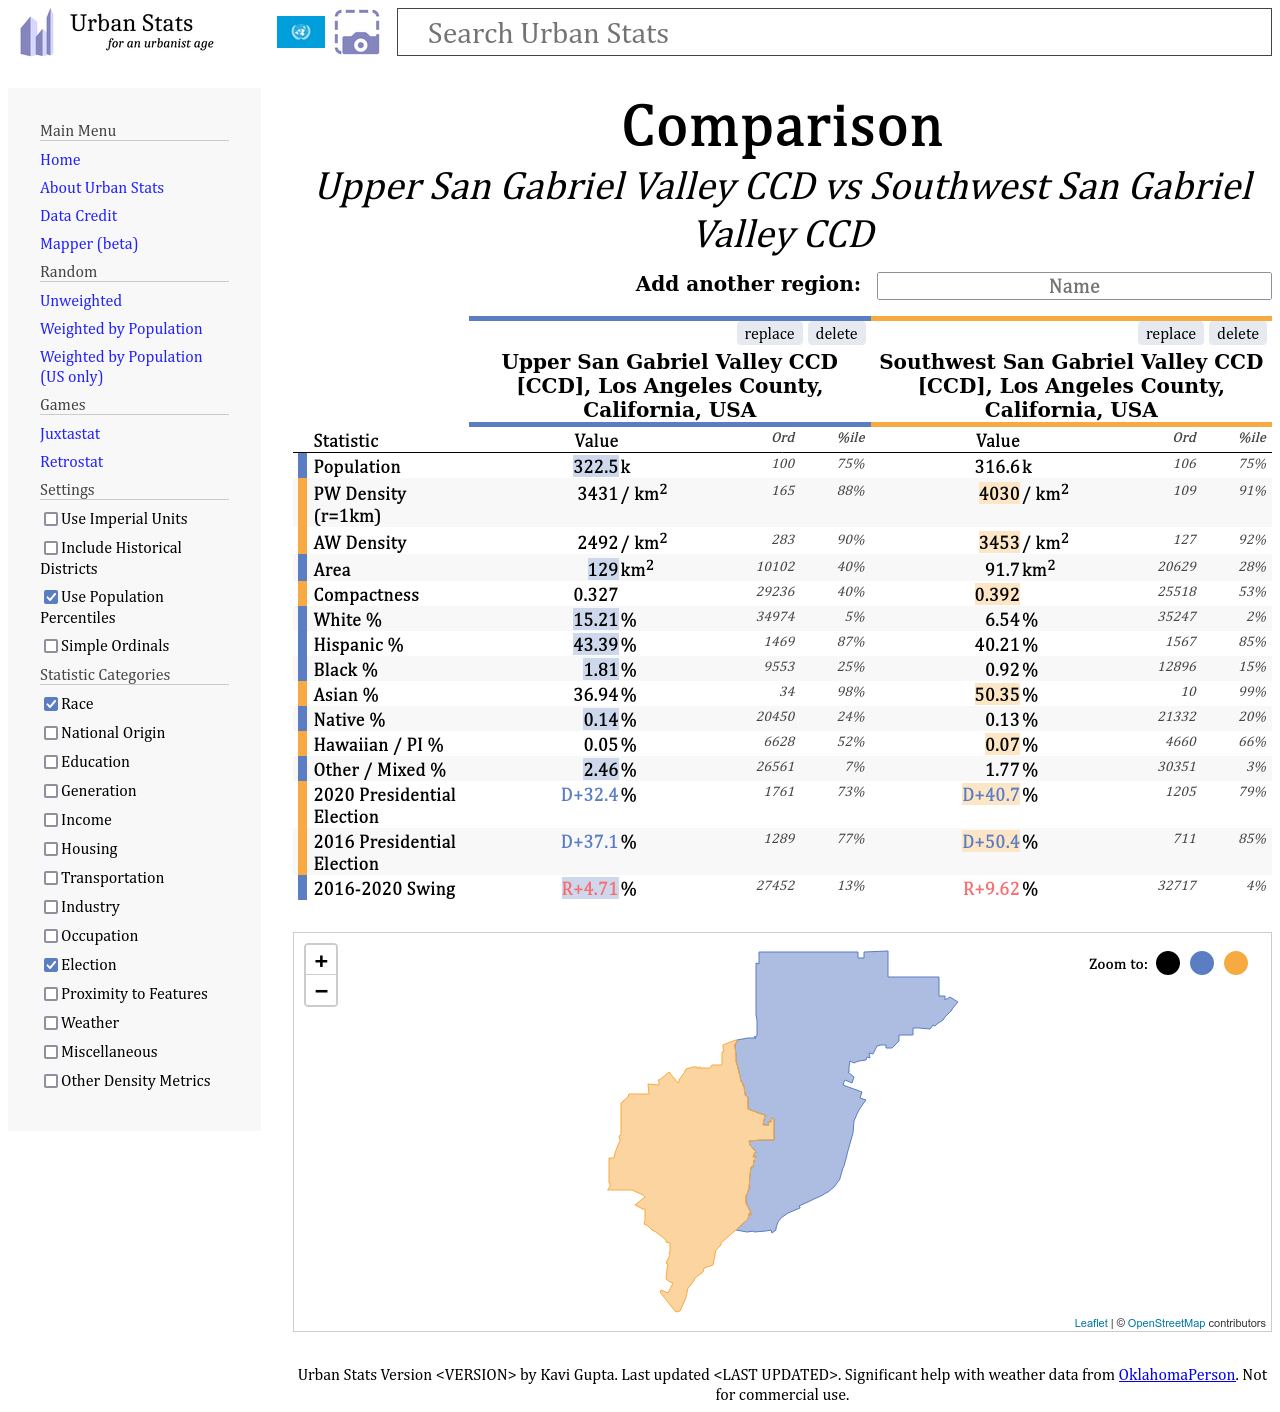 Urban Stats
for an urbanist age
Search Urban Stats
Main Menu
Home
About Urban Stats
Data Credit
Mapper (beta)
Random
Unweighted
Weighted by Population
Weighted by Population
(US only)
Games
Juxtastat
Retrostat
Settings
Use Imperial Units
Include Historical
Districts
Use Population
Percentiles
Simple Ordinals
Statistic Categories
Race
National Origin
Education
Generation
Income
Housing
Transportation
Industry
Occupation
Election
Proximity to Features
Weather
Miscellaneous
Other Density Metrics
Comparison
Upper San Gabriel Valley CCD vs Southwest San Gabriel
Valley CCD
Add another region: Name
replace delete replace delete
Upper San Gabriel Valley CCD Southwest San Gabriel Valley CCD
[CCD], Los Angeles County, [CCD], Los Angeles County,
California, USA California, USA
Statistic Value Ord %ile Value Ord %ile
Population 322.5k 100 75% 316.6k 106 75%
PW Density 3431 / km² 165 88% 4030 / km² 109 91%
(r=1km)
AW Density 2492 / km² 283 90% 3453 / km² 127 92%
Area 129 km² 10102 40% 91.7 km² 20629 28%
Compactness 0.327 29236 40% 0.392 25518 53%
White % 15.21% 34974 5% 6.54% 35247 2%
Hispanic % 43.39% 1469 87% 40.21% 1567 85%
Black % 1.81% 9553 25% 0.92% 12896 15%
Asian % 36.94% 34 98% 50.35% 10 99%
Native % 0.14% 20450 24% 0.13% 21332 20%
Hawaiian / PI % 0.05% 6628 52% 0.07% 4660 66%
Other / Mixed % 2.46% 26561 7% 1.77% 30351 3%
2020 Presidential D+32.4% 1761 73% D+40.7% 1205 79%
Election
2016 Presidential D+37.1% 1289 77% D+50.4% 711 85%
Election
2016-2020 Swing R+4.71% 27452 13% R+9.62% 32717 4%
+
−
Zoom to:
Leaflet | © OpenStreetMap contributors
Urban Stats Version <VERSION> by Kavi Gupta. Last updated <LAST UPDATED>. Significant help with weather data from OklahomaPerson. Not
for commercial use.